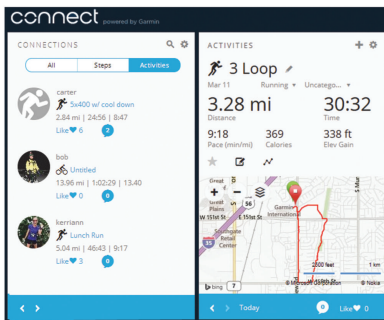 connect powered by Garmin
CONNECTIONS
All Steps Activities
carter
5x400 w/ cool down
2.84 mi | 24:56 | 8:47
Like 6 2
bob
Untitled
13.96 mi | 1:02:29 | 13.40
Like 0 0
kerriann
Lunch Run
5.04 mi | 46:43 | 9:17
Like 3 0
ACTIVITIES
3 Loop
Mar 11 Running Uncatego...
3.28 mi 30:32
Distance Time
9:18 369 338 ft
Pace (min/mi) Calories Elev Gain
Great
Plains
56
Garmin
International
W 151st St
W 151st St
Southgate
Retail
Center
35
2500 feet 1 km
bing 7
© Microsoft Corporation © Nokia
Today 0 Like 0